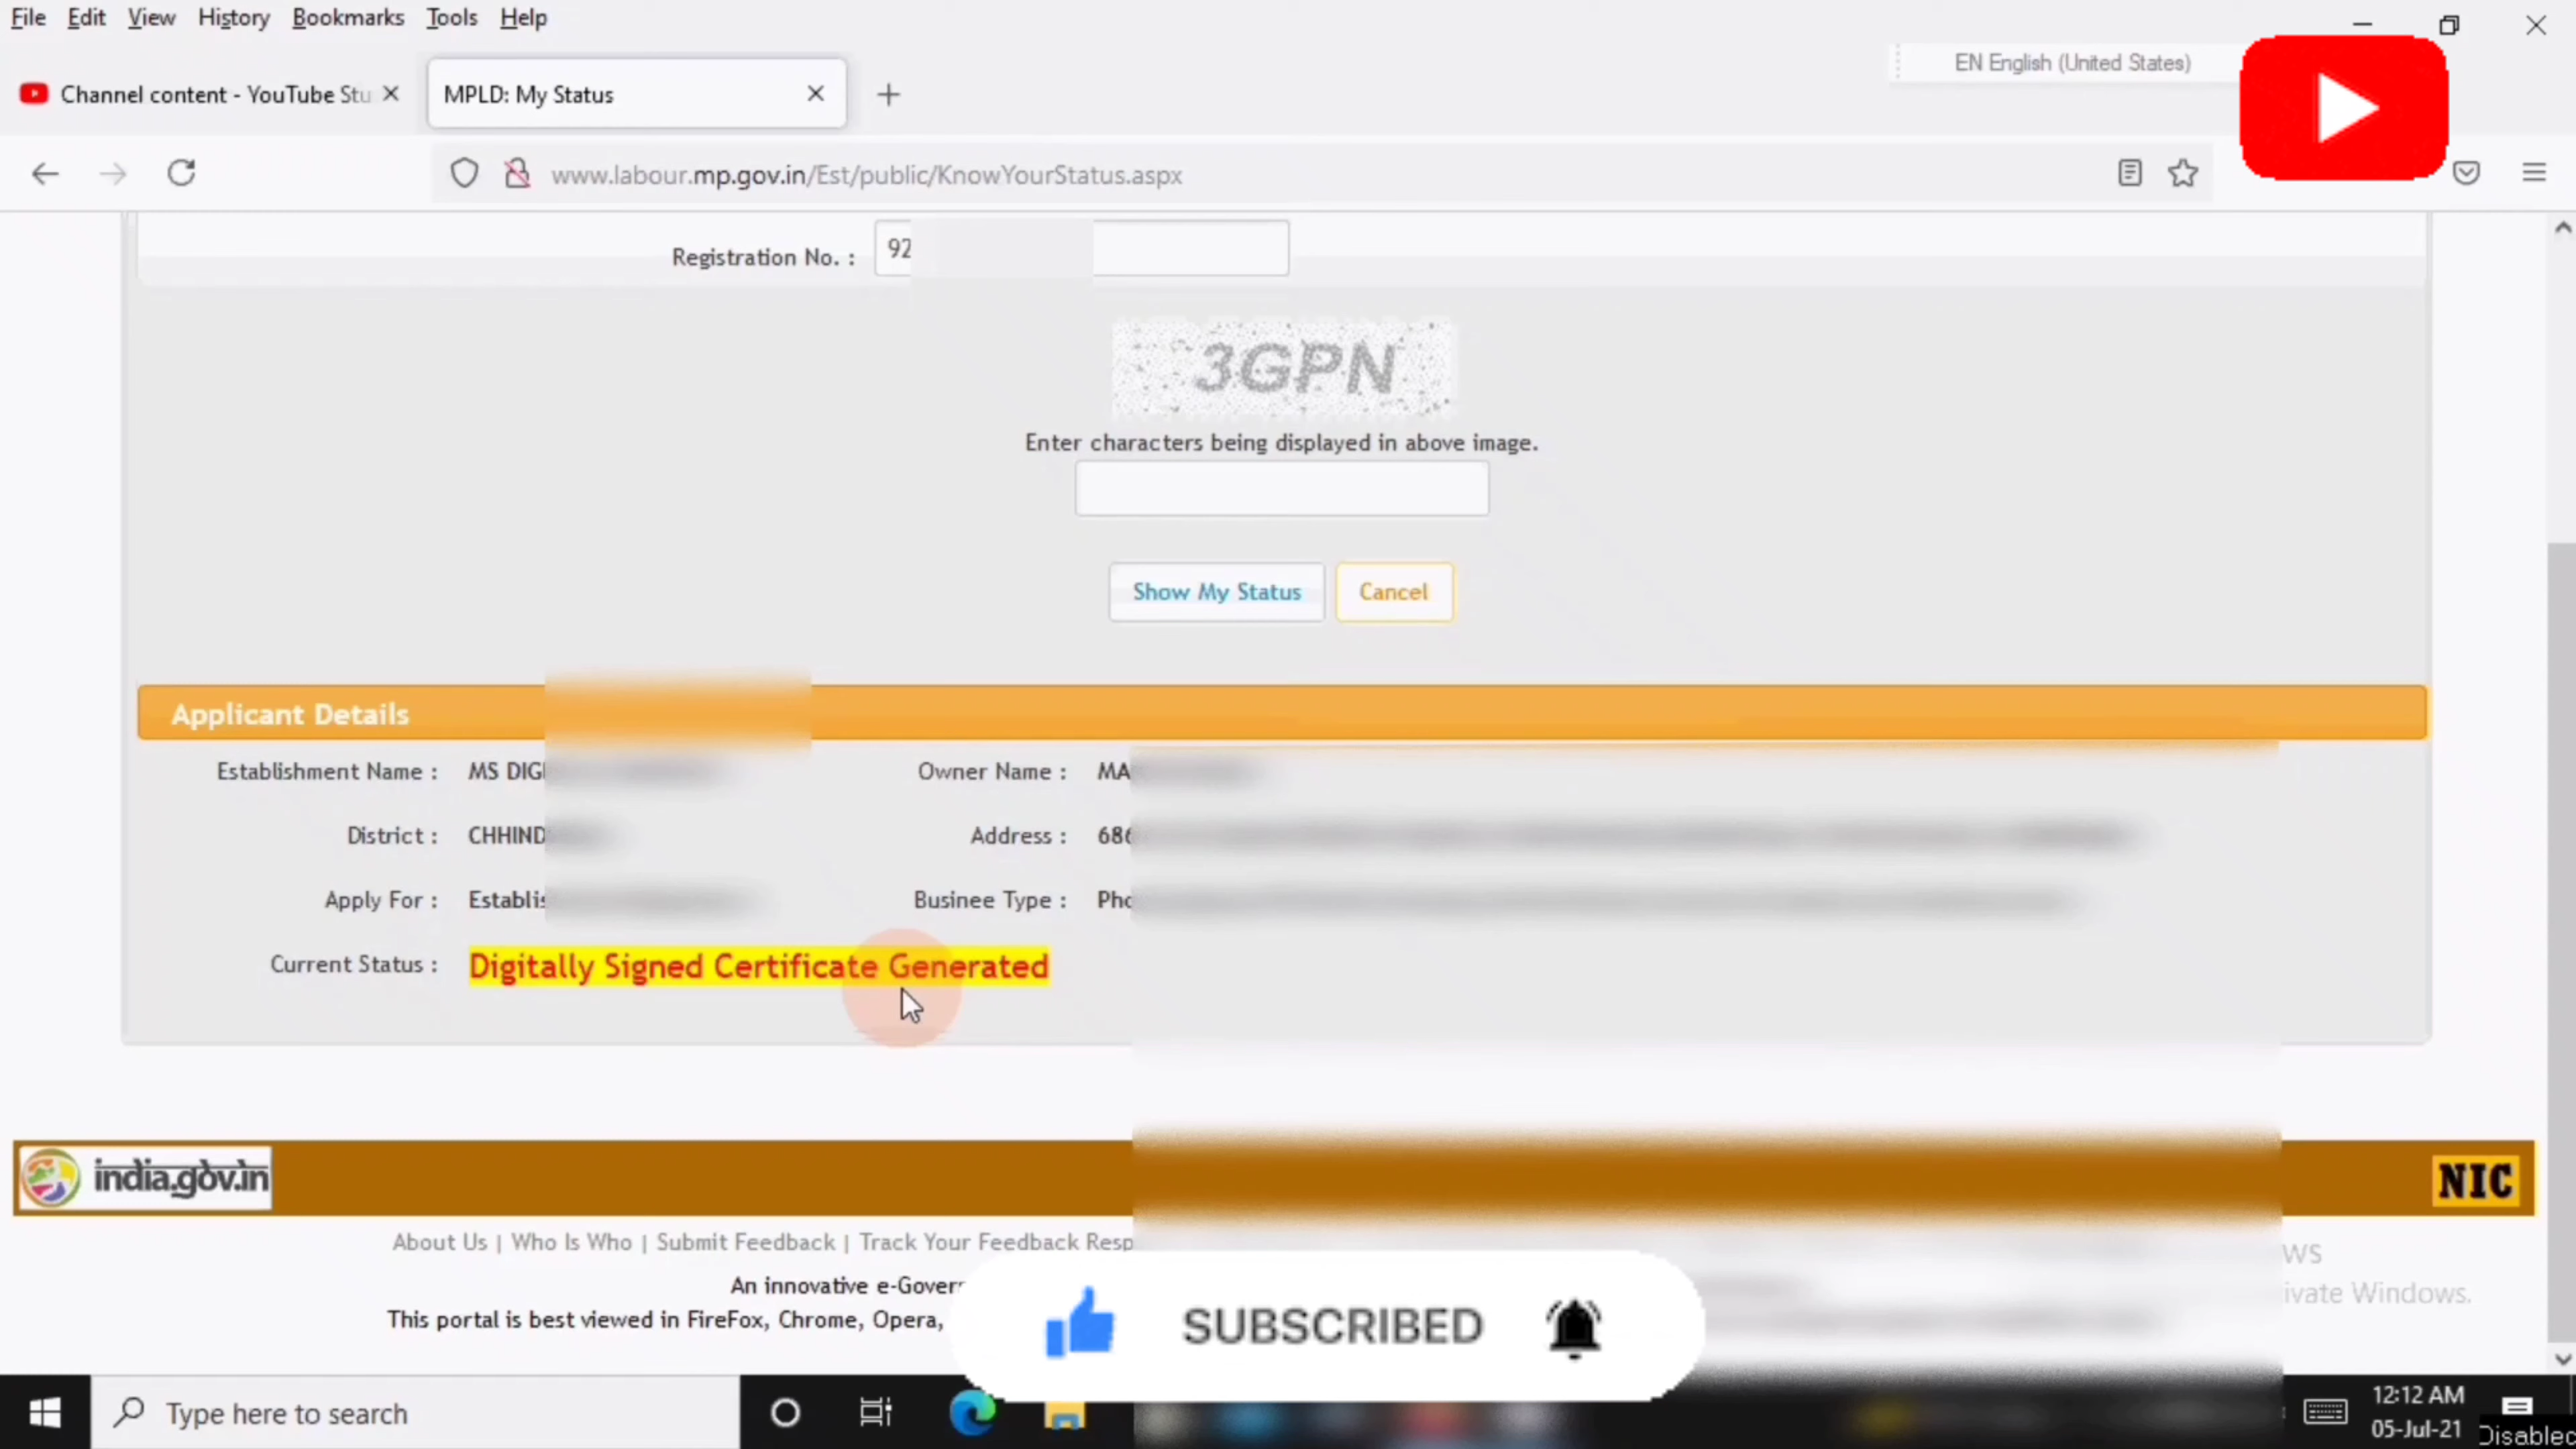 File Edit View History Bookmarks Tools Help
EN English (United States)
Channel content - YouTube Stu
MPLD: My Status
www.labour.mp.gov.in/Est/public/KnowYourStatus.aspx
Registration No. : 92
3GPN
Enter characters being displayed in above image.
Show My Status Cancel
Applicant Details
Establishment Name : MS DIG Owner Name : MA
District : CHHIND Address : 686
Apply For : Establis Businee Type : Pho
Current Status : Digitally Signed Certificate Generated
india.gov.in NIC
About Us | Who Is Who | Submit Feedback | Track Your Feedback Resp
An innovative e-Gover
This portal is best viewed in FireFox, Chrome, Opera,
ws
ivate Windows.
SUBSCRIBED
Type here to search
12:12 AM
05-Jul-21
Disabled